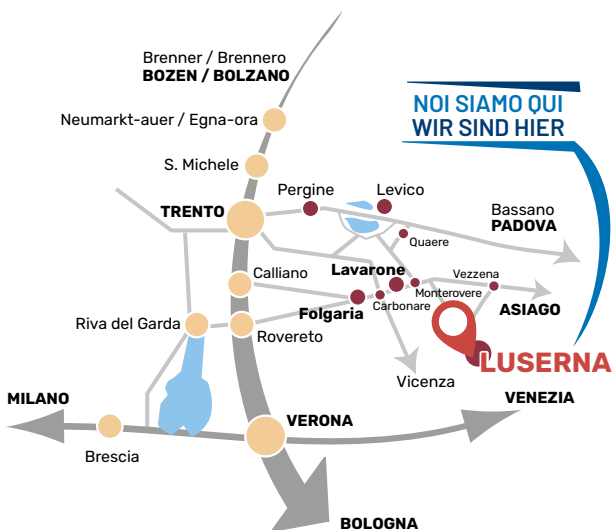 Brenner / Brennero
BOZEN / BOLZANO
NOI SIAMO QUI
WIR SIND HIER
Neumarkt-auer / Egna-ora
S. Michele
Pergine
Levico
TRENTO
Bassano
PADOVA
Quaere
Calliano
Lavarone
Vezzena
Monterovere
Carbonare
Folgaria
ASIAGO
Riva del Garda
Rovereto
LUSERNA
Vicenza
MILANO
VENEZIA
VERONA
Brescia
BOLOGNA